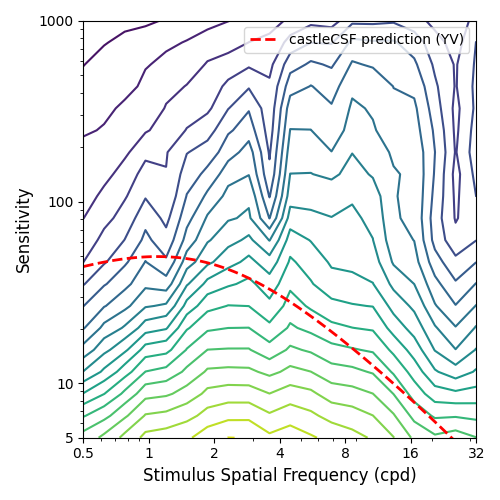 1000
castleCSF prediction (YV)
100
10
5
Sensitivity
0.5 1 2 4 8 16 32
Stimulus Spatial Frequency (cpd)